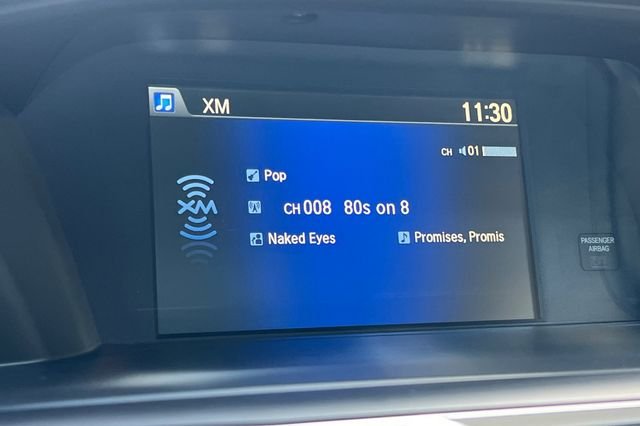 XM 11:30
CH 01
Pop
XM
CH 008 80s on 8
Naked Eyes Promises, Promis
PASSENGER
AIRBAG